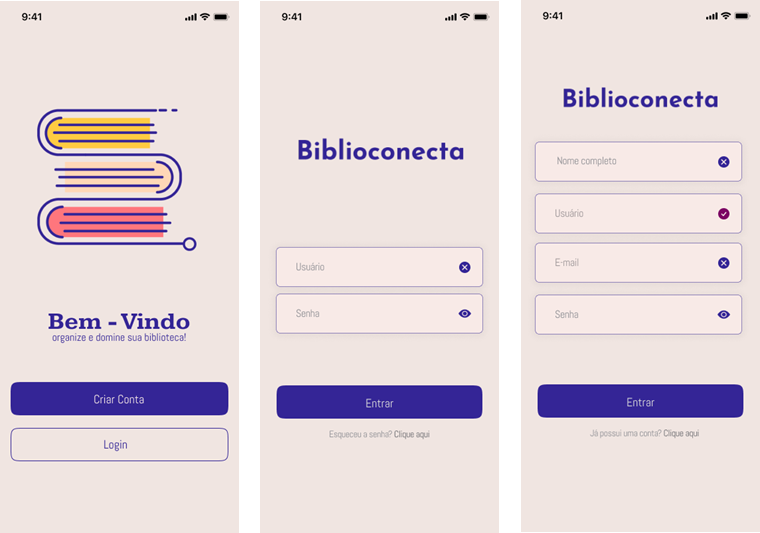 9:41
Bem - Vindo
organize e domine sua biblioteca!
Criar Conta
Login
9:41
Biblioconecta
Usuário
Senha
Entrar
Esqueceu a senha? Clique aqui
9:41
Biblioconecta
Nome completo
Usuário
E-mail
Senha
Entrar
Já possui uma conta? Clique aqui